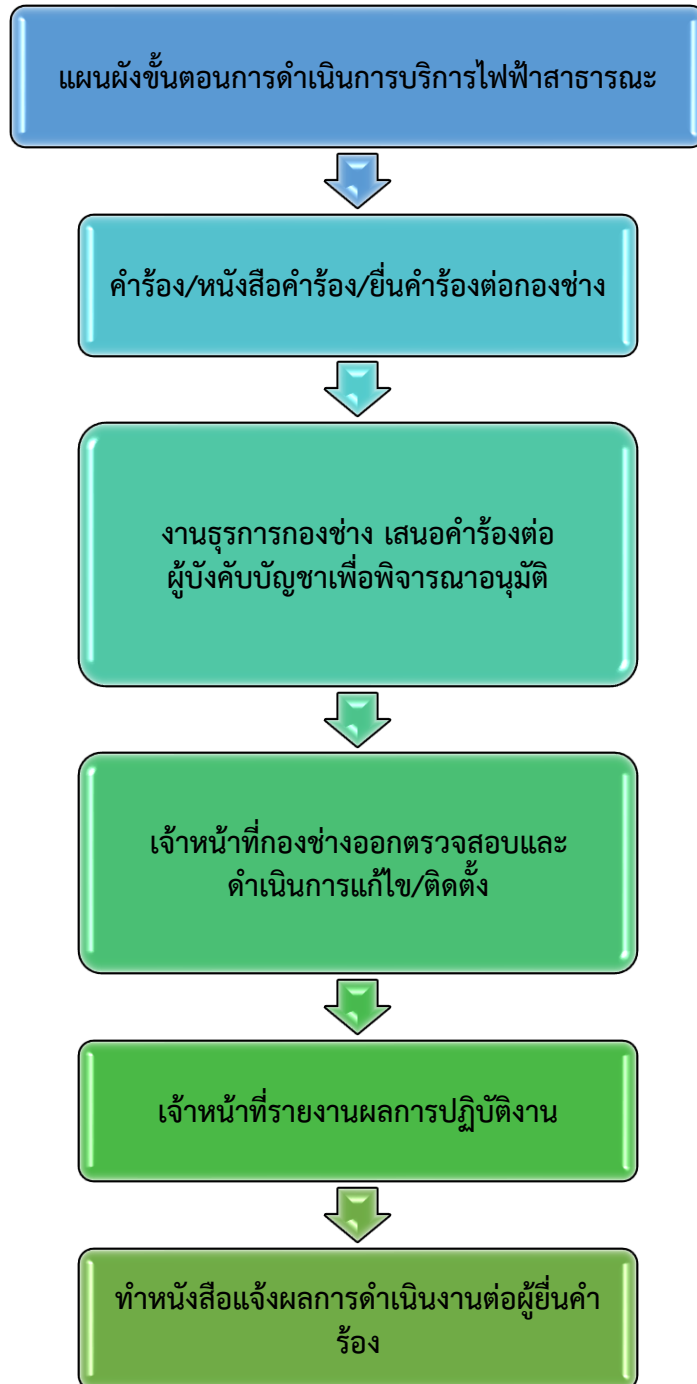 แผนผังขั้นตอนการดำเนินการบริการไฟฟ้าสาธารณะ
คำร้อง/หนังสือคำร้อง/ยื่นคำร้องต่อกองช่าง
งานธุรการกองช่าง เสนอคำร้องต่อ
ผู้บังคับบัญชาเพื่อพิจารณาอนุมัติ
เจ้าหน้าที่กองช่างออกตรวจสอบและ
ดำเนินการแก้ไข/ติดตั้ง
เจ้าหน้าที่รายงานผลการปฏิบัติงาน
ทำหนังสือแจ้งผลการดำเนินงานต่อผู้ยื่นคำ
ร้อง